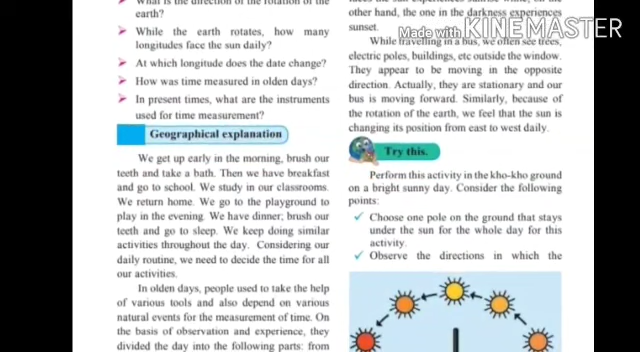 What is the direction of the rotation of the
earth?
While the earth rotates, how many
longitudes face the sun daily?
At which longitude does the date change?
How was time measured in olden days?
In present times, what are the instruments
used for time measurement?
Geographical explanation
We get up early in the morning, brush our
teeth and take a bath. Then we have breakfast
and go to school. We study in our classrooms.
We return home. We go to the playground to
play in the evening. We have dinner, brush our
teeth and go to sleep. We keep doing similar
activities throughout the day. Considering our
daily routine, we need to decide the time for all
our activities.
In olden days, people used to take the help
of various tools and also depend on various
natural events for the measurement of time. On
the basis of observation and experience, they
divided the day into the following parts: from
other hand, the one in the darkness experiences
sunset.
While travelling in a bus, we often see trees,
electric poles, buildings, etc outside the window.
They appear to be moving in the opposite
direction. Actually, they are stationary and our
bus is moving forward. Similarly, because of
the rotation of the earth, we feel that the sun is
changing its position from east to west daily.
Try this.
Perform this activity in the kho-kho ground
on a bright sunny day. Consider the following
points:
✓ Choose one pole on the ground that stays
under the sun for the whole day for this
activity.
✓ Observe the directions in which the
Made with KINEMASTER